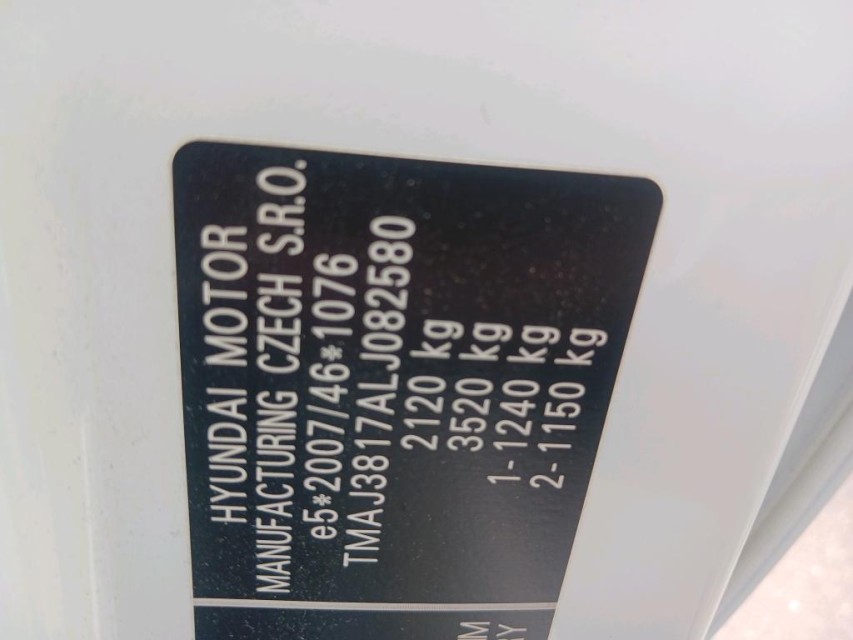 HYUNDAI MOTOR
MANUFACTURING CZECH S.R.O.
e5*2007/46*1076
TMAJ3817ALJ082580
2120 kg
3520 kg
1- 1240 kg
2- 1150 kg